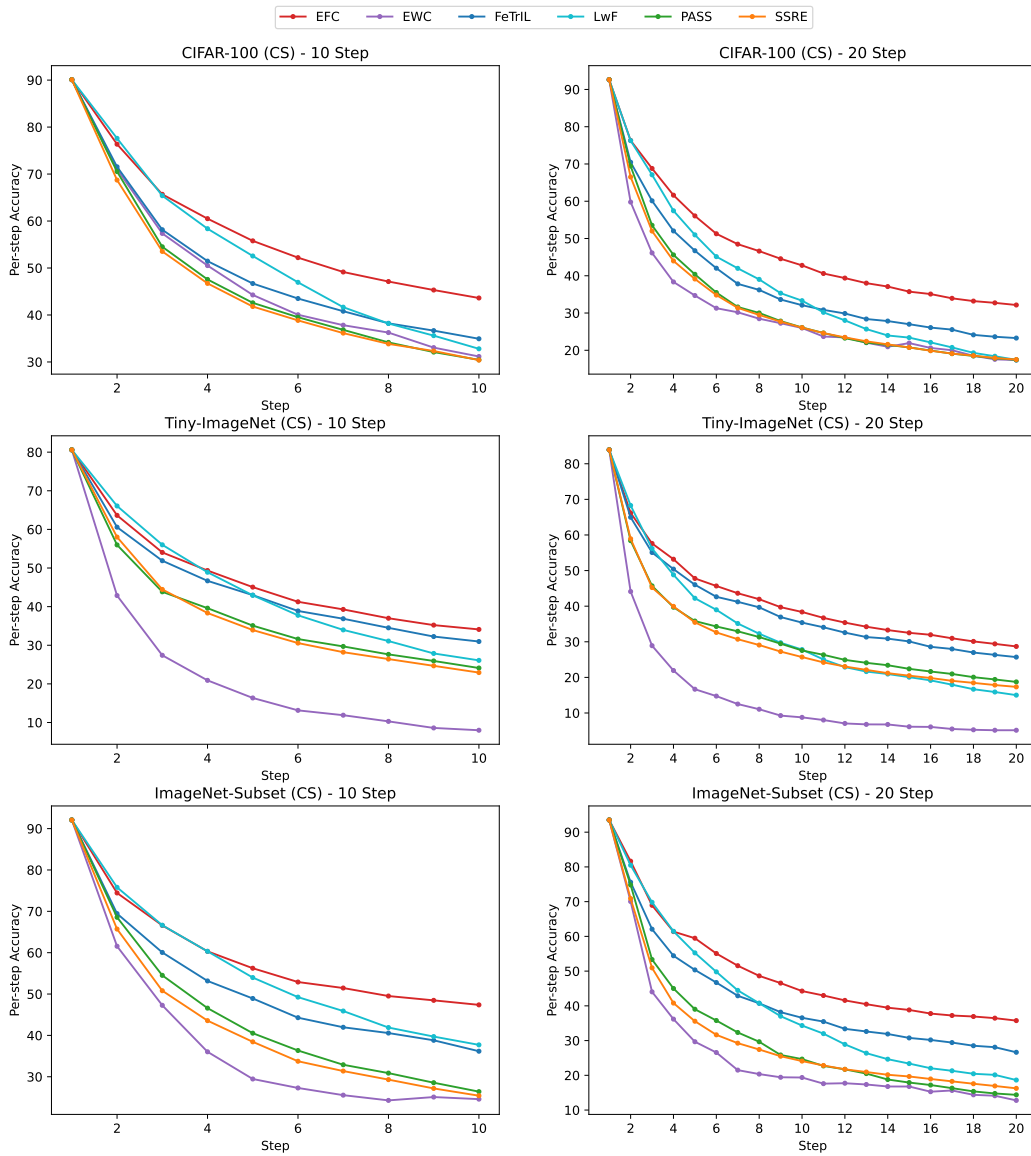 EFC EWC FeTrIL LwF PASS SSRE
CIFAR-100 (CS) - 10 Step
90
80
70
60
50
40
30
Per-step Accuracy
2 4 6 8 10
Step
CIFAR-100 (CS) - 20 Step
90
80
70
60
50
40
30
20
Per-step Accuracy
2 4 6 8 10 12 14 16 18 20
Step
Tiny-ImageNet (CS) - 10 Step
80
70
60
50
40
30
20
10
Per-step Accuracy
2 4 6 8 10
Step
Tiny-ImageNet (CS) - 20 Step
80
70
60
50
40
30
20
10
Per-step Accuracy
2 4 6 8 10 12 14 16 18 20
Step
ImageNet-Subset (CS) - 10 Step
90
80
70
60
50
40
30
Per-step Accuracy
2 4 6 8 10
Step
ImageNet-Subset (CS) - 20 Step
90
80
70
60
50
40
30
20
10
Per-step Accuracy
2 4 6 8 10 12 14 16 18 20
Step